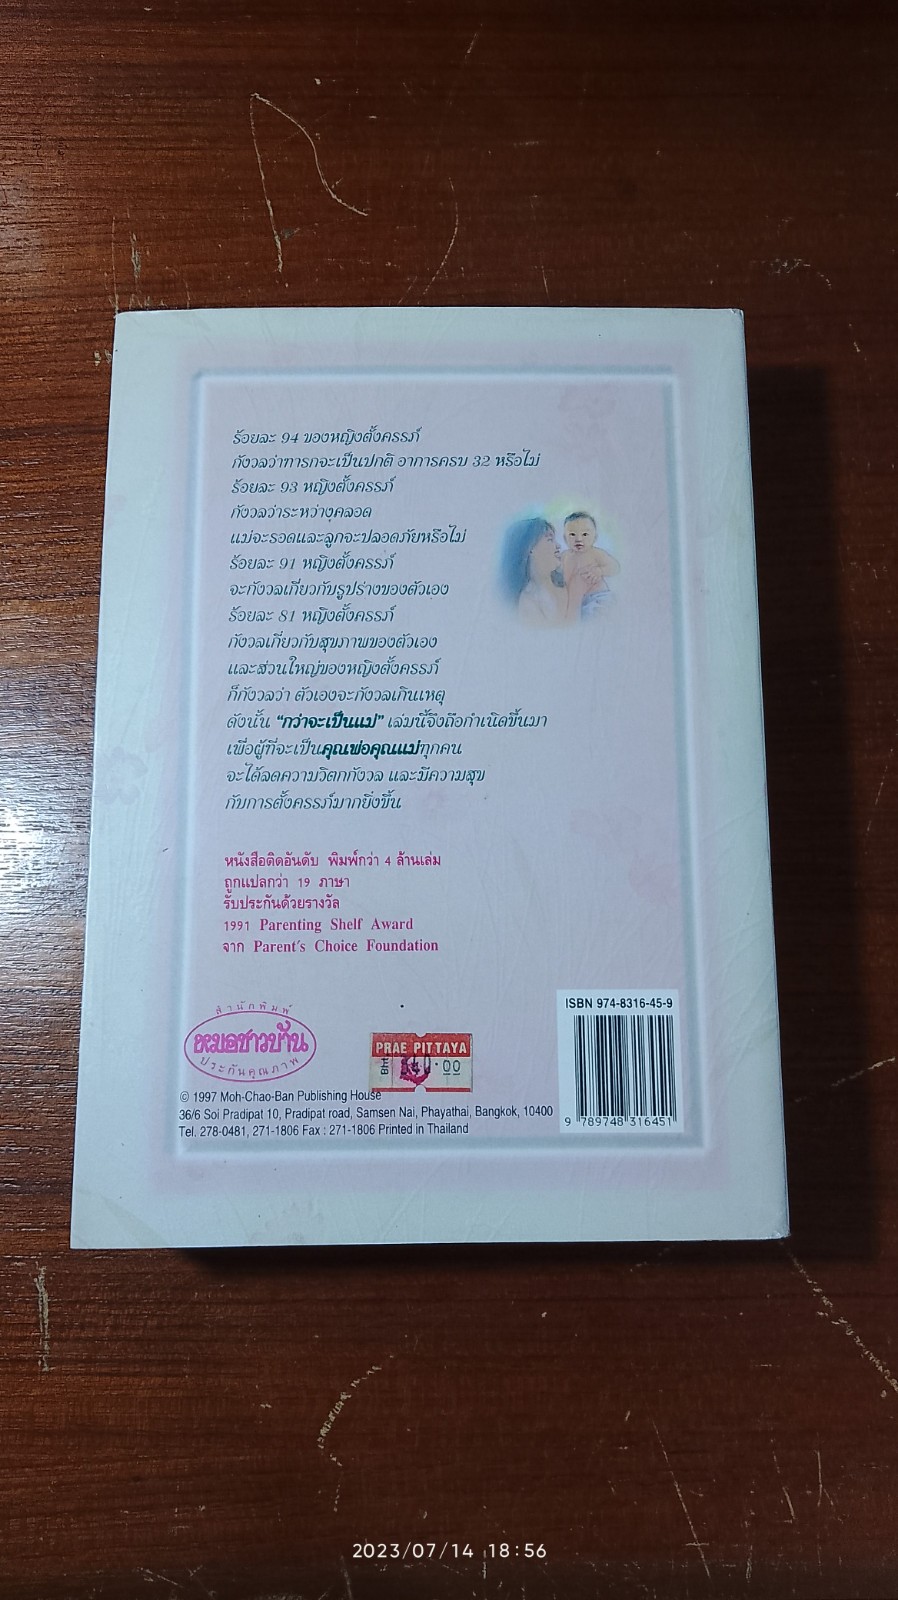 ร้อยละ 94 ของหญิงตั้งครรภ์
กังวลว่าทารกจะเป็นปกติ อาการครบ 32 หรือไม่
ร้อยละ 93 หญิงตั้งครรภ์
กังวลว่าระหว่างคลอด
แม่จะรอดและลูกจะปลอดภัยหรือไม่
ร้อยละ 91 หญิงตั้งครรภ์
จะกังวลเกี่ยวกับรูปร่างของตัวเอง
ร้อยละ 81 หญิงตั้งครรภ์
กังวลเกี่ยวกับสุขภาพของตัวเอง
และส่วนใหญ่ของหญิงตั้งครรภ์
ก็กังวลว่า ตัวเองจะกังวลเกินเหตุ
ดังนั้น "กว่าจะเป็นแม่" เล่มนี้จึงถือกำเนิดขึ้นมา
เพื่อผู้ที่จะเป็นคุณพ่อคุณแม่ทุกคน
จะได้ลดความวิตกกังวล และมีความสุข
กับการตั้งครรภ์มากยิ่งขึ้น
หนังสือติดอันดับ พิมพ์กว่า 4 ล้านเล่ม
ถูกแปลกว่า 19 ภาษา
รับประกันด้วยรางวัล
1991 Parenting Shelf Award
จาก Parent's Choice Foundation
สำนักพิมพ์
หมอชาวบ้าน
ประกันคุณภาพ
PRAE PITTAYA
Bht.
.00
ISBN 974-8316-45-9
9 789748 316451
© 1997 Moh-Chao-Ban Publishing House
36/6 Soi Pradipat 10, Pradipat road, Samsen Nai, Phayathai, Bangkok, 10400
Tel. 278-0481, 271-1806 Fax : 271-1806 Printed in Thailand
2023/07/14 18:56